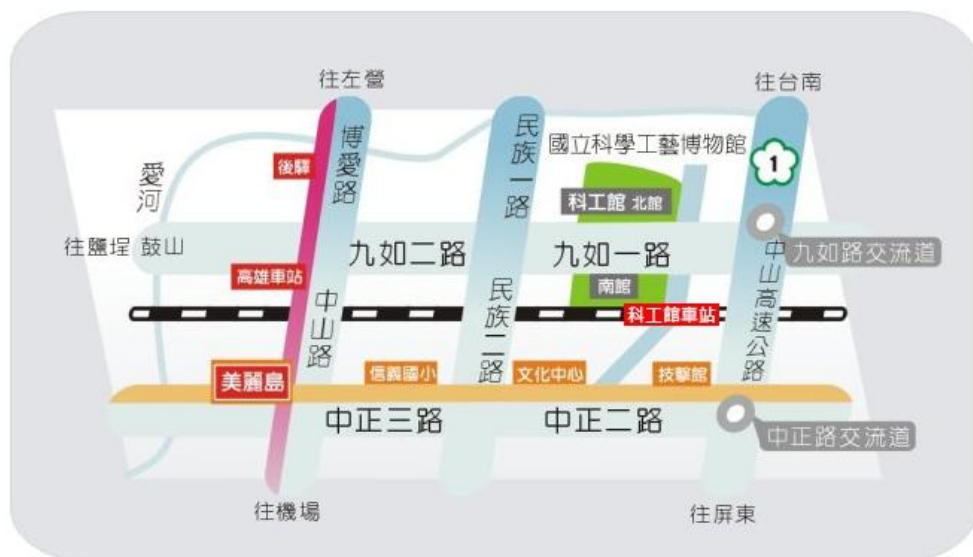 往左營
往台南
博愛路
民族一路
國立科學工藝博物館
1
後驛
愛河
科工館 北館
往鹽埕 鼓山
九如二路
九如一路
九如路交流道
高雄車站
南館
中山路
民族二路
中山高速公路
科工館車站
美麗島
信義國小
文化中心
技擊館
中正三路
中正二路
中正路交流道
往機場
往屏東